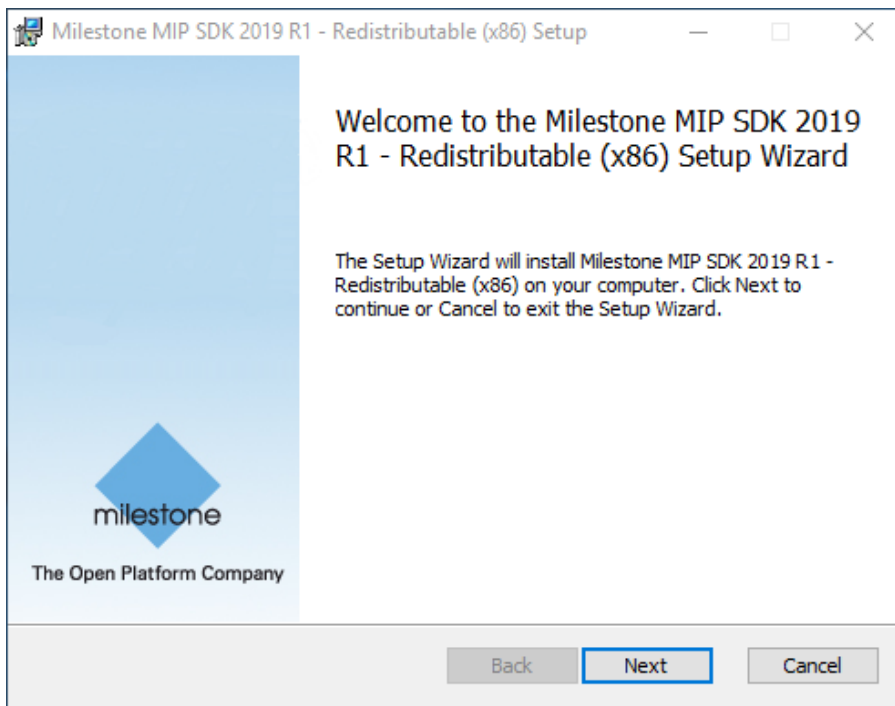 Milestone MIP SDK 2019 R1 - Redistributable (x86) Setup
Welcome to the Milestone MIP SDK 2019
R1 - Redistributable (x86) Setup Wizard
The Setup Wizard will install Milestone MIP SDK 2019 R1 -
Redistributable (x86) on your computer. Click Next to
continue or Cancel to exit the Setup Wizard.
milestone
The Open Platform Company
Back
Next
Cancel